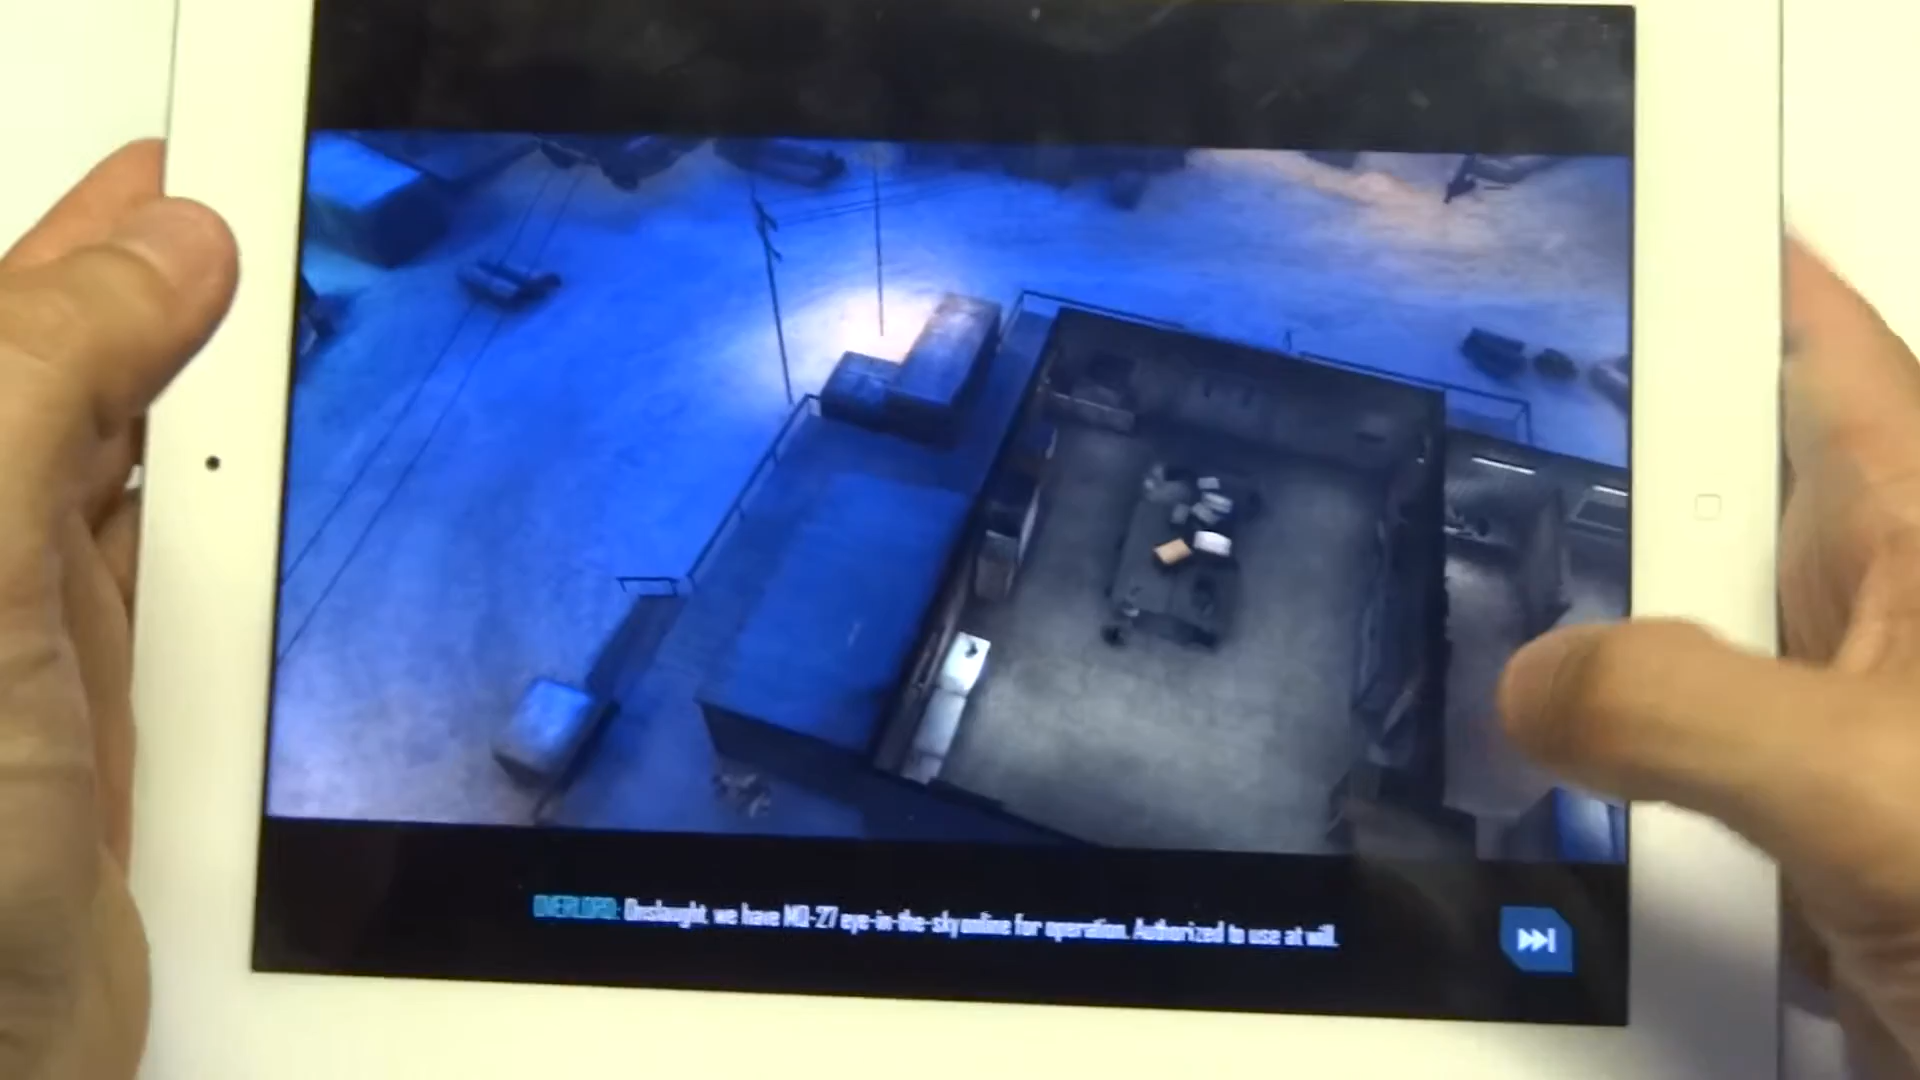 OVERLORD: Onslaught, we have MQ-27 eye-in-the-sky online for operation. Authorized to use at will.